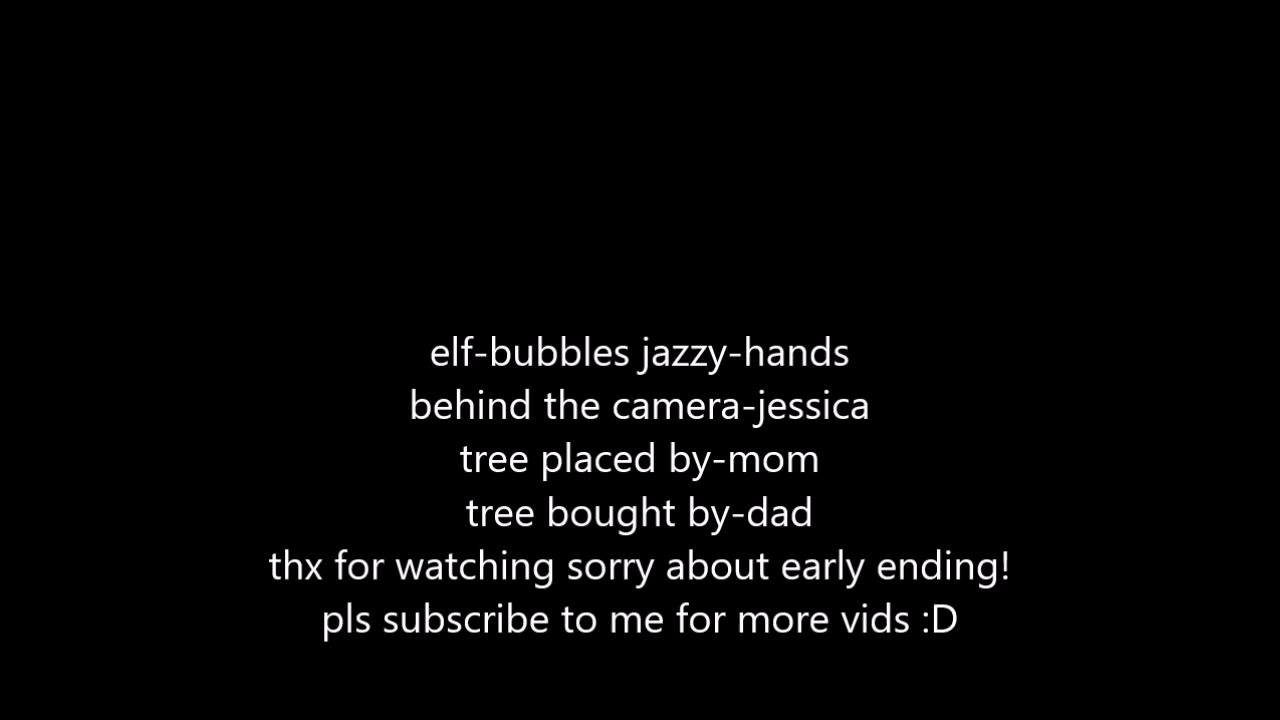 elf-bubbles jazzy-hands
behind the camera-jessica
tree placed by-mom
tree bought by-dad
thx for watching sorry about early ending!
pls subscribe to me for more vids :D